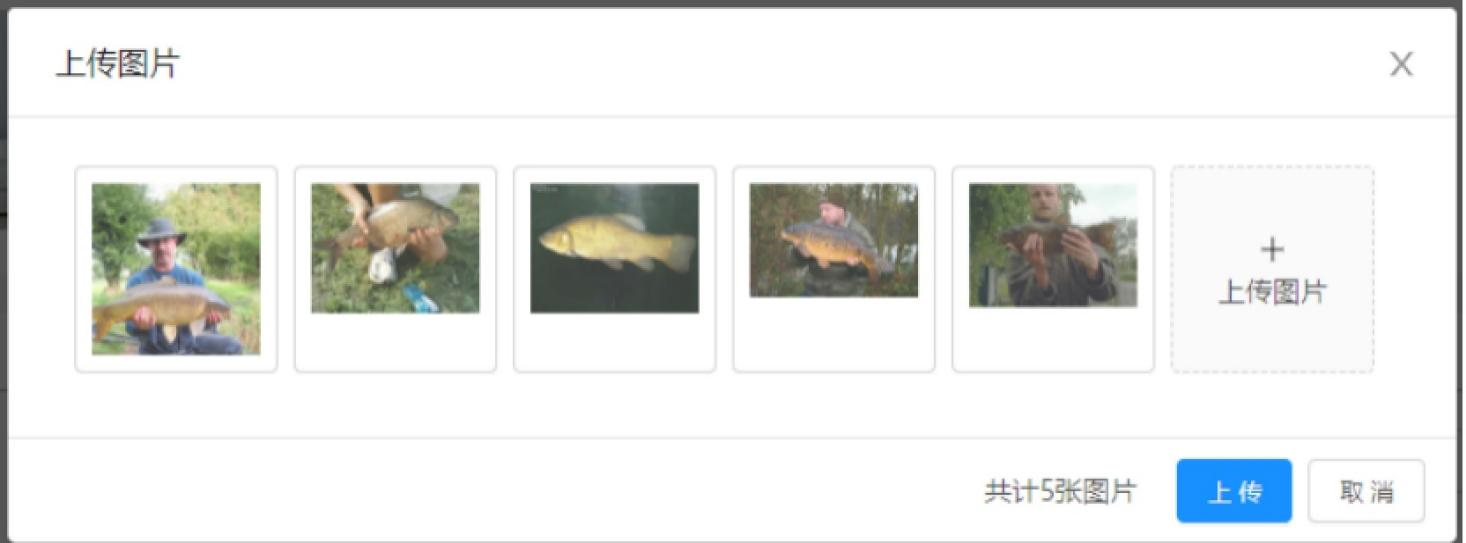 上传图片
X
上传图片
共计5张图片
上 传
取 消